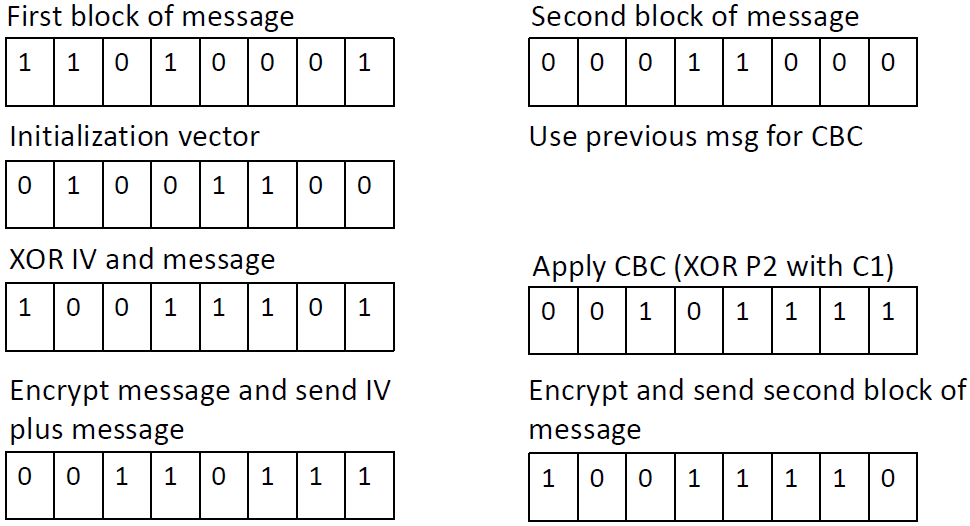 First block of message
1 1 0 1 0 0 0 1
Initialization vector
0 1 0 0 1 1 0 0
XOR IV and message
1 0 0 1 1 1 0 1
Encrypt message and send IV
plus message
0 0 1 1 0 1 1 1
Second block of message
0 0 0 1 1 0 0 0
Use previous msg for CBC
Apply CBC (XOR P2 with C1)
0 0 1 0 1 1 1 1
Encrypt and send second block of
message
1 0 0 1 1 1 1 0